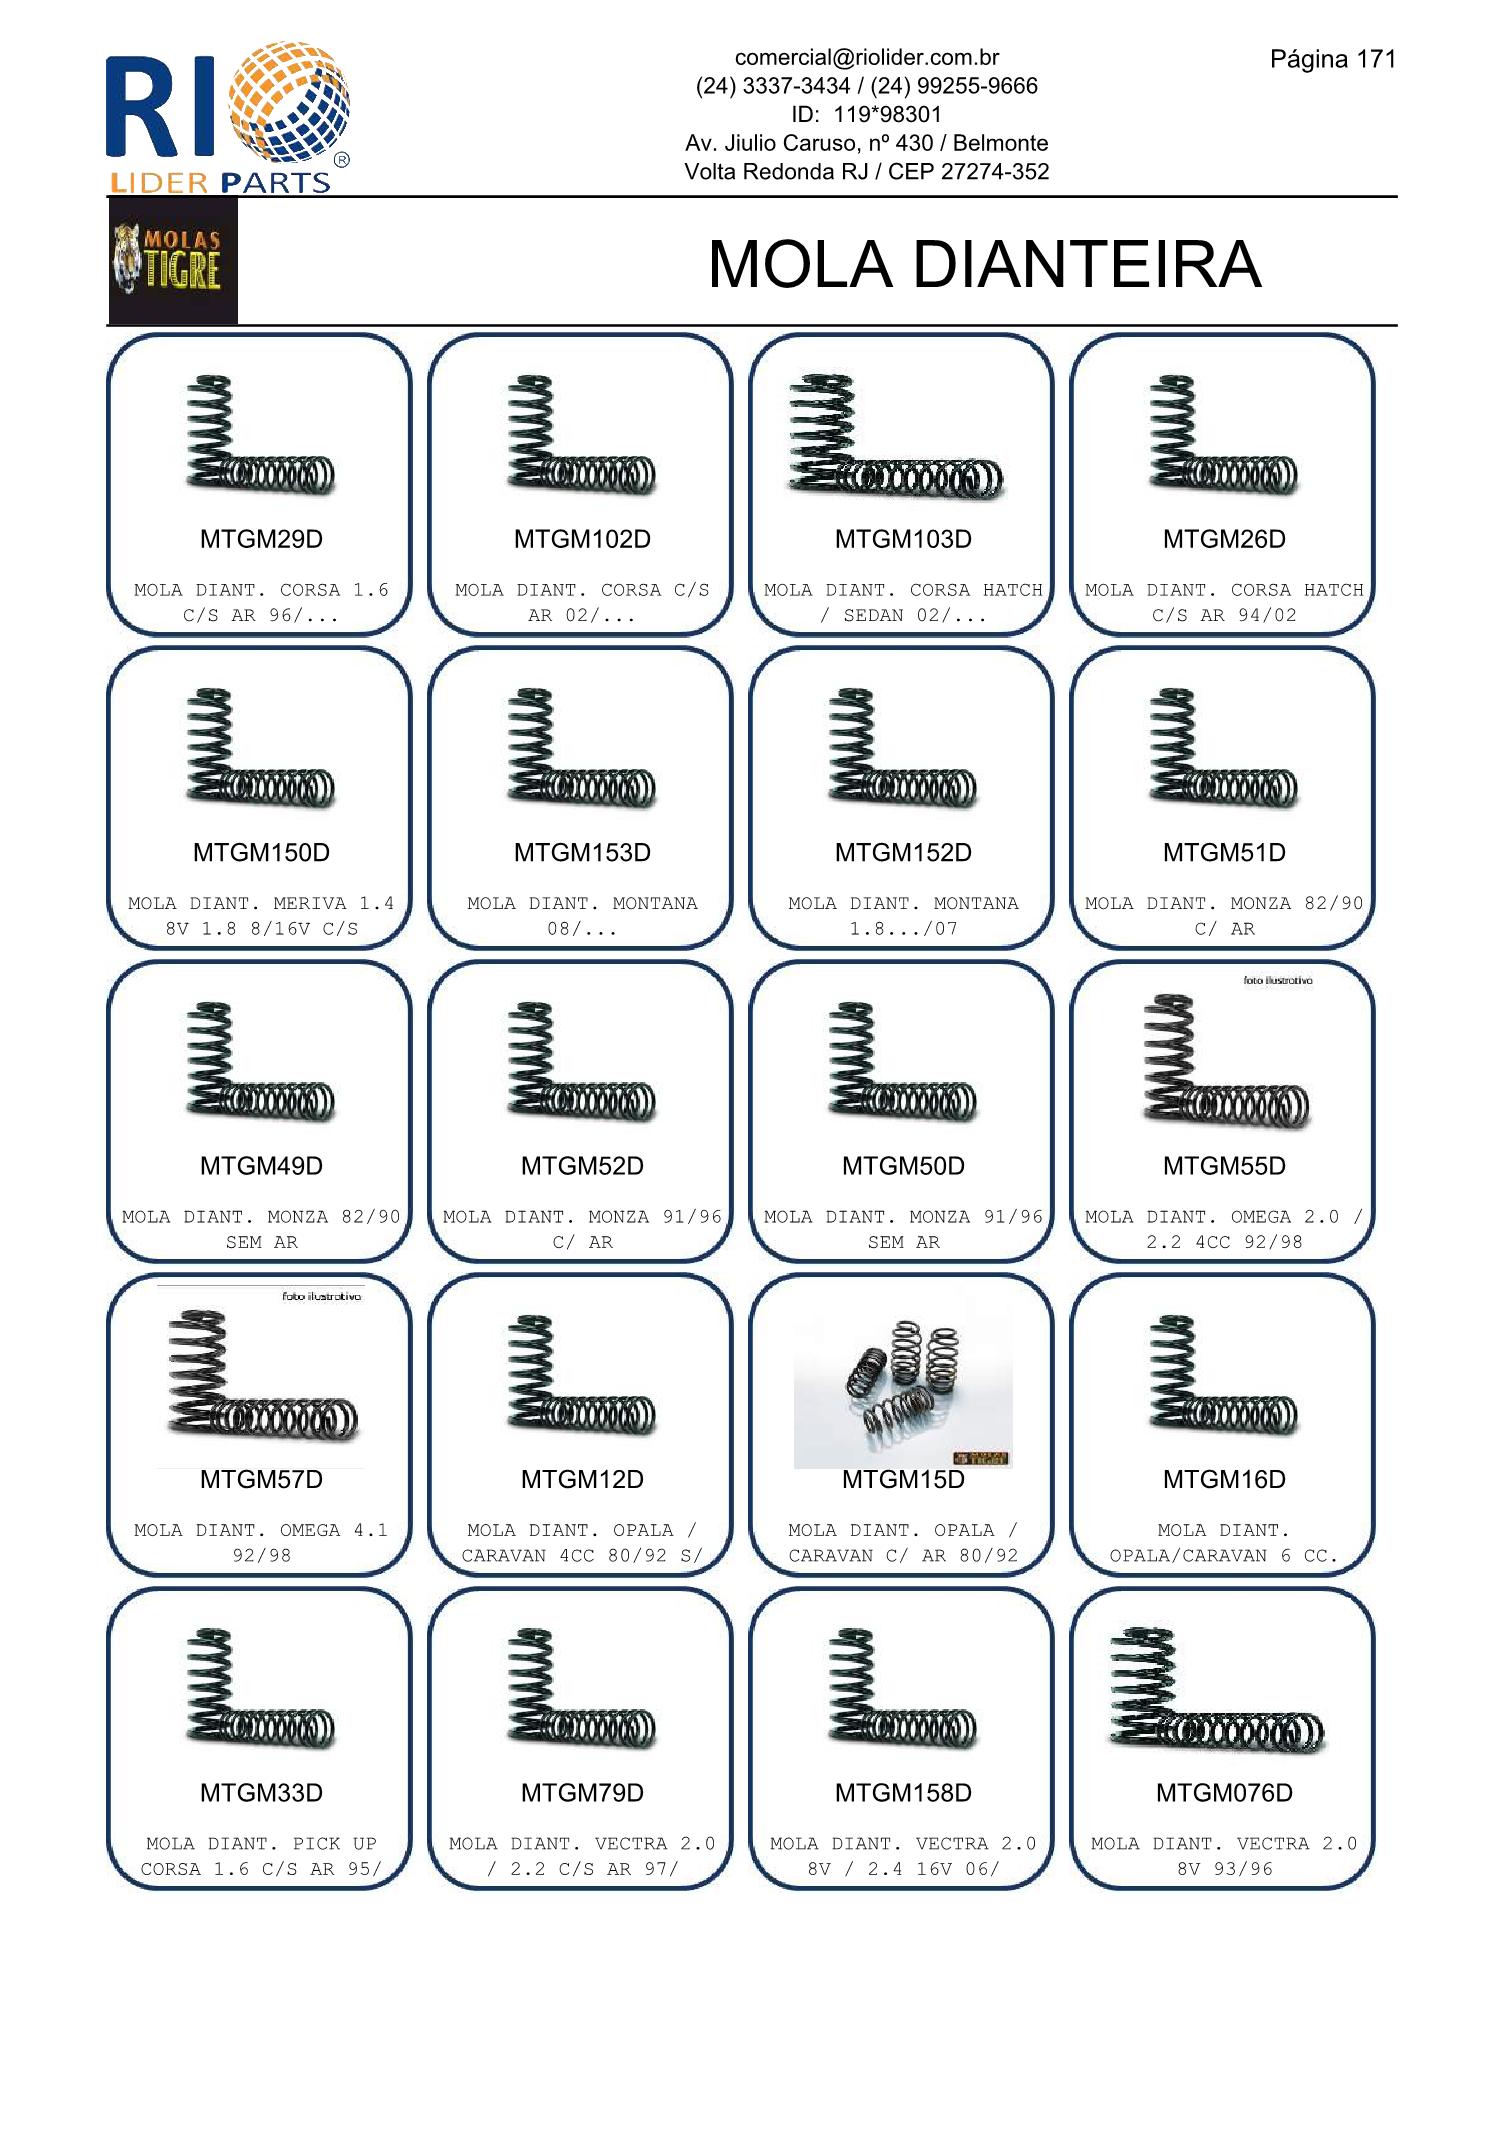 comercial@riolider.com.br
Página 171
(24) 3337-3434 / (24) 99255-9666
ID: 119*98301
Av. Jiulio Caruso, nº 430 / Belmonte
Volta Redonda RJ / CEP 27274-352
RIO
®
LIDER PARTS
MOLAS
TIGRE
MOLA DIANTEIRA
MTGM29D
MOLA DIANT. CORSA 1.6
C/S AR 96/...
MTGM102D
MOLA DIANT. CORSA C/S
AR 02/...
MTGM103D
MOLA DIANT. CORSA HATCH
/ SEDAN 02/...
MTGM26D
MOLA DIANT. CORSA HATCH
C/S AR 94/02
MTGM150D
MOLA DIANT. MERIVA 1.4
8V 1.8 8/16V C/S
MTGM153D
MOLA DIANT. MONTANA
08/...
MTGM152D
MOLA DIANT. MONTANA
1.8.../07
MTGM51D
MOLA DIANT. MONZA 82/90
C/ AR
MTGM49D
MOLA DIANT. MONZA 82/90
SEM AR
MTGM52D
MOLA DIANT. MONZA 91/96
C/ AR
MTGM50D
MOLA DIANT. MONZA 91/96
SEM AR
foto ilustrativa
MTGM55D
MOLA DIANT. OMEGA 2.0 /
2.2 4CC 92/98
foto ilustrativa
MTGM57D
MOLA DIANT. OMEGA 4.1
92/98
MTGM12D
MOLA DIANT. OPALA /
CARAVAN 4CC 80/92 S/
MOLAS
TIGRE
MTGM15D
MOLA DIANT. OPALA /
CARAVAN C/ AR 80/92
MTGM16D
MOLA DIANT.
OPALA/CARAVAN 6 CC.
MTGM33D
MOLA DIANT. PICK UP
CORSA 1.6 C/S AR 95/
MTGM79D
MOLA DIANT. VECTRA 2.0
/ 2.2 C/S AR 97/
MTGM158D
MOLA DIANT. VECTRA 2.0
8V / 2.4 16V 06/
MTGM076D
MOLA DIANT. VECTRA 2.0
8V 93/96